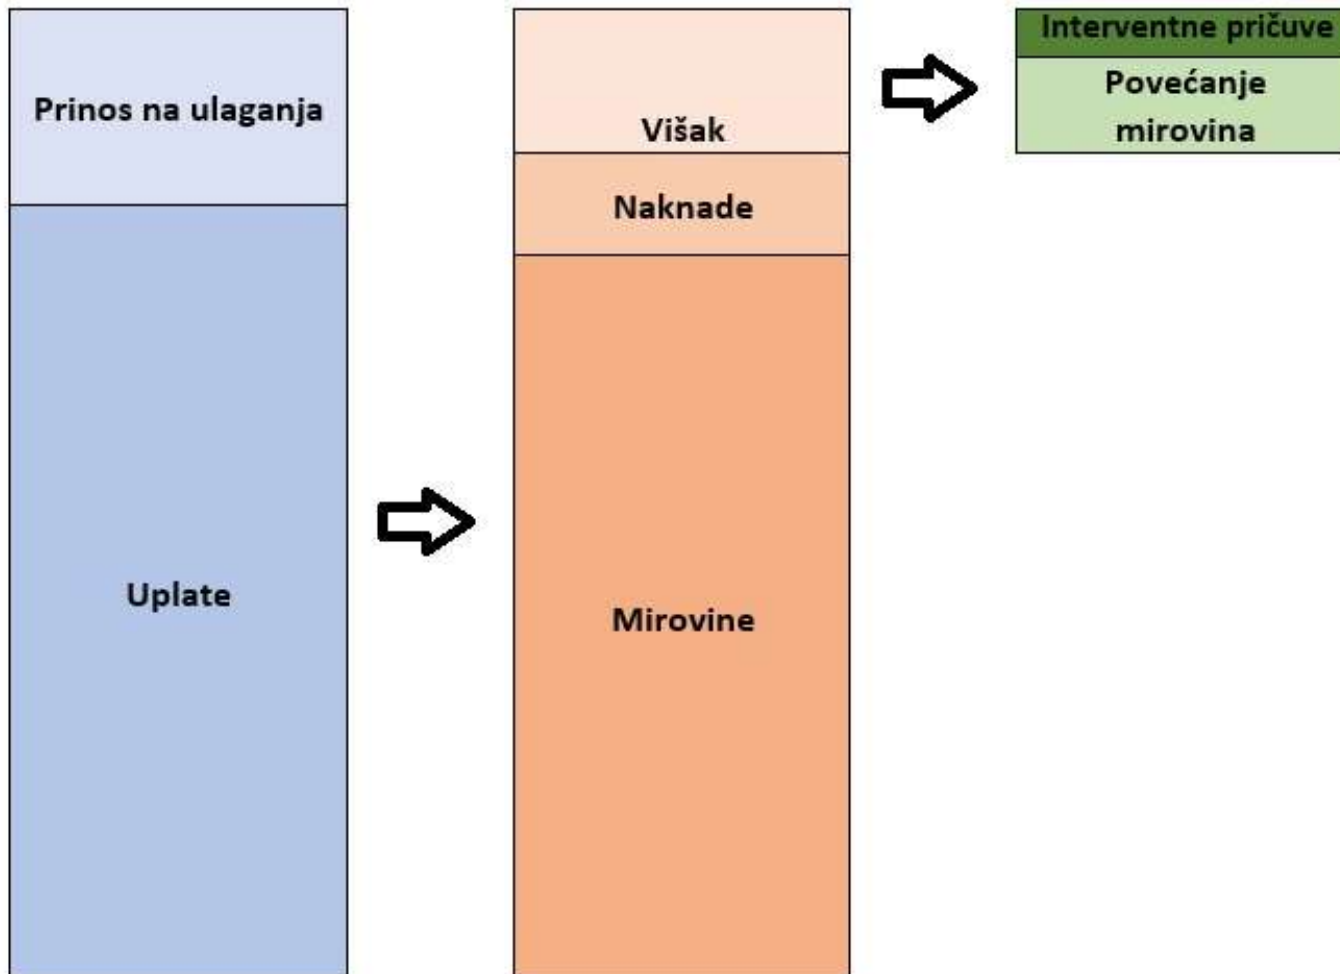 Prinos na ulaganja
Uplate
Višak
Naknade
Mirovine
Interventne pričuve
Povećanje
mirovina